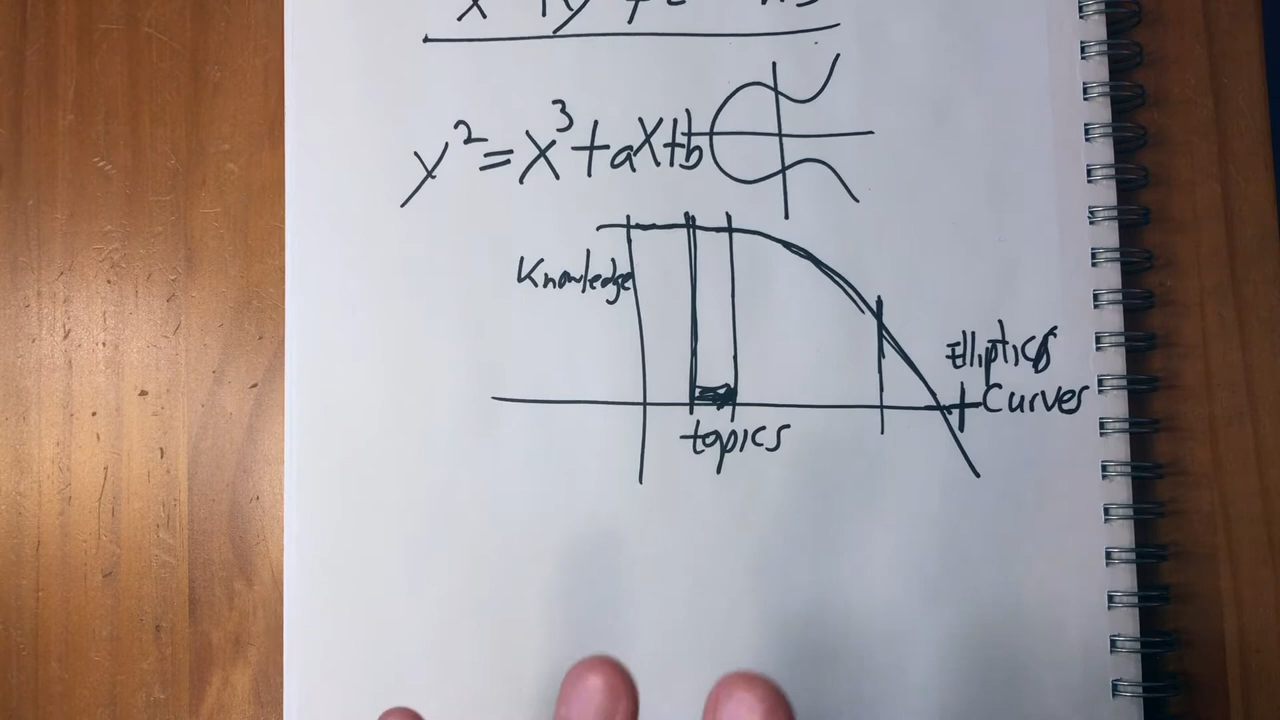 y² = x³ + ax + b
Knowledge
Elliptics
Curves
topics